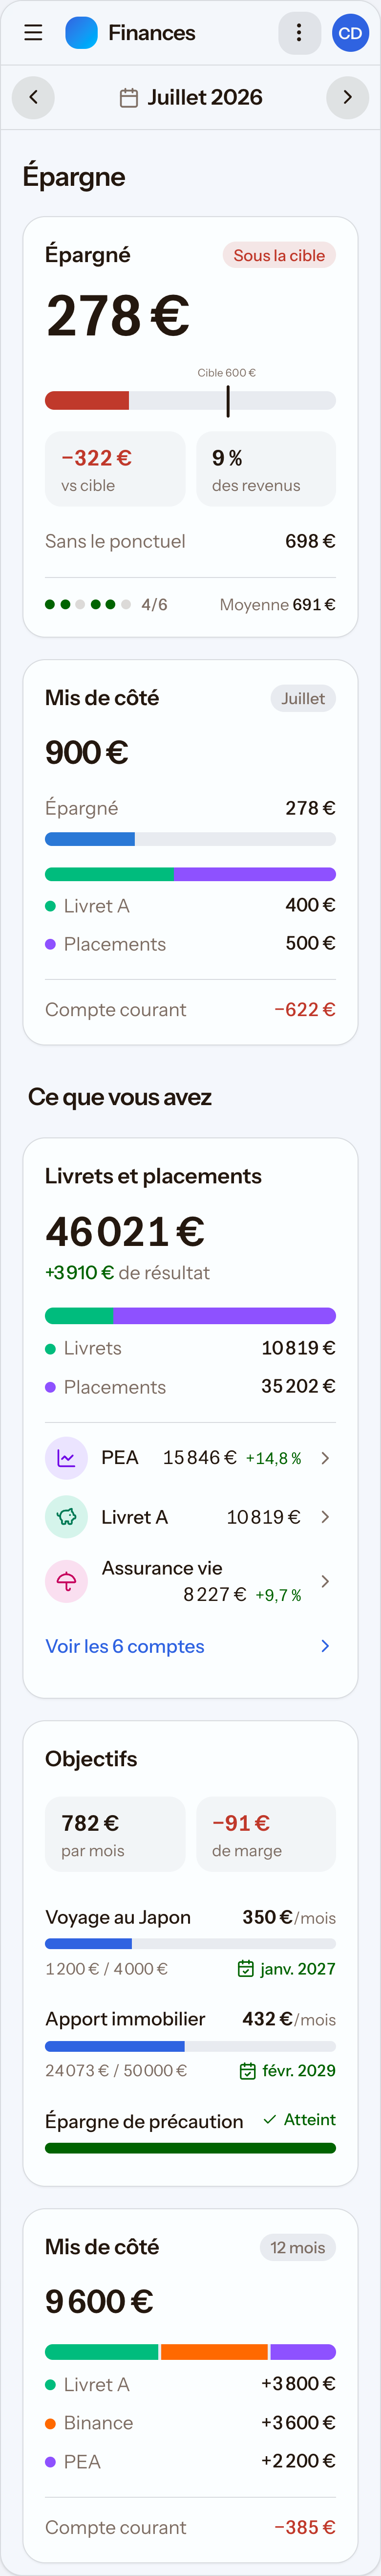 Finances
CD
Juillet 2026
Épargne
Épargné
Sous la cible
278 €
Cible 600 €
−322 €
vs cible
9 %
des revenus
Sans le ponctuel 698 €
4/6
Moyenne 691 €
Mis de côté
Juillet
900 €
Épargné 278 €
Livret A 400 €
Placements 500 €
Compte courant −622 €
Ce que vous avez
Livrets et placements
46 021 €
+3 910 € de résultat
Livrets 10 819 €
Placements 35 202 €
PEA 15 846 € +14,8 %
Livret A 10 819 €
Assurance vie
8 227 € +9,7 %
Voir les 6 comptes
Objectifs
782 €
par mois
−91 €
de marge
Voyage au Japon 350 €/mois
1 200 € / 4 000 € janv. 2027
Apport immobilier 432 €/mois
24 073 € / 50 000 € févr. 2029
Épargne de précaution Atteint
Mis de côté
12 mois
9 600 €
Livret A +3 800 €
Binance +3 600 €
PEA +2 200 €
Compte courant −385 €